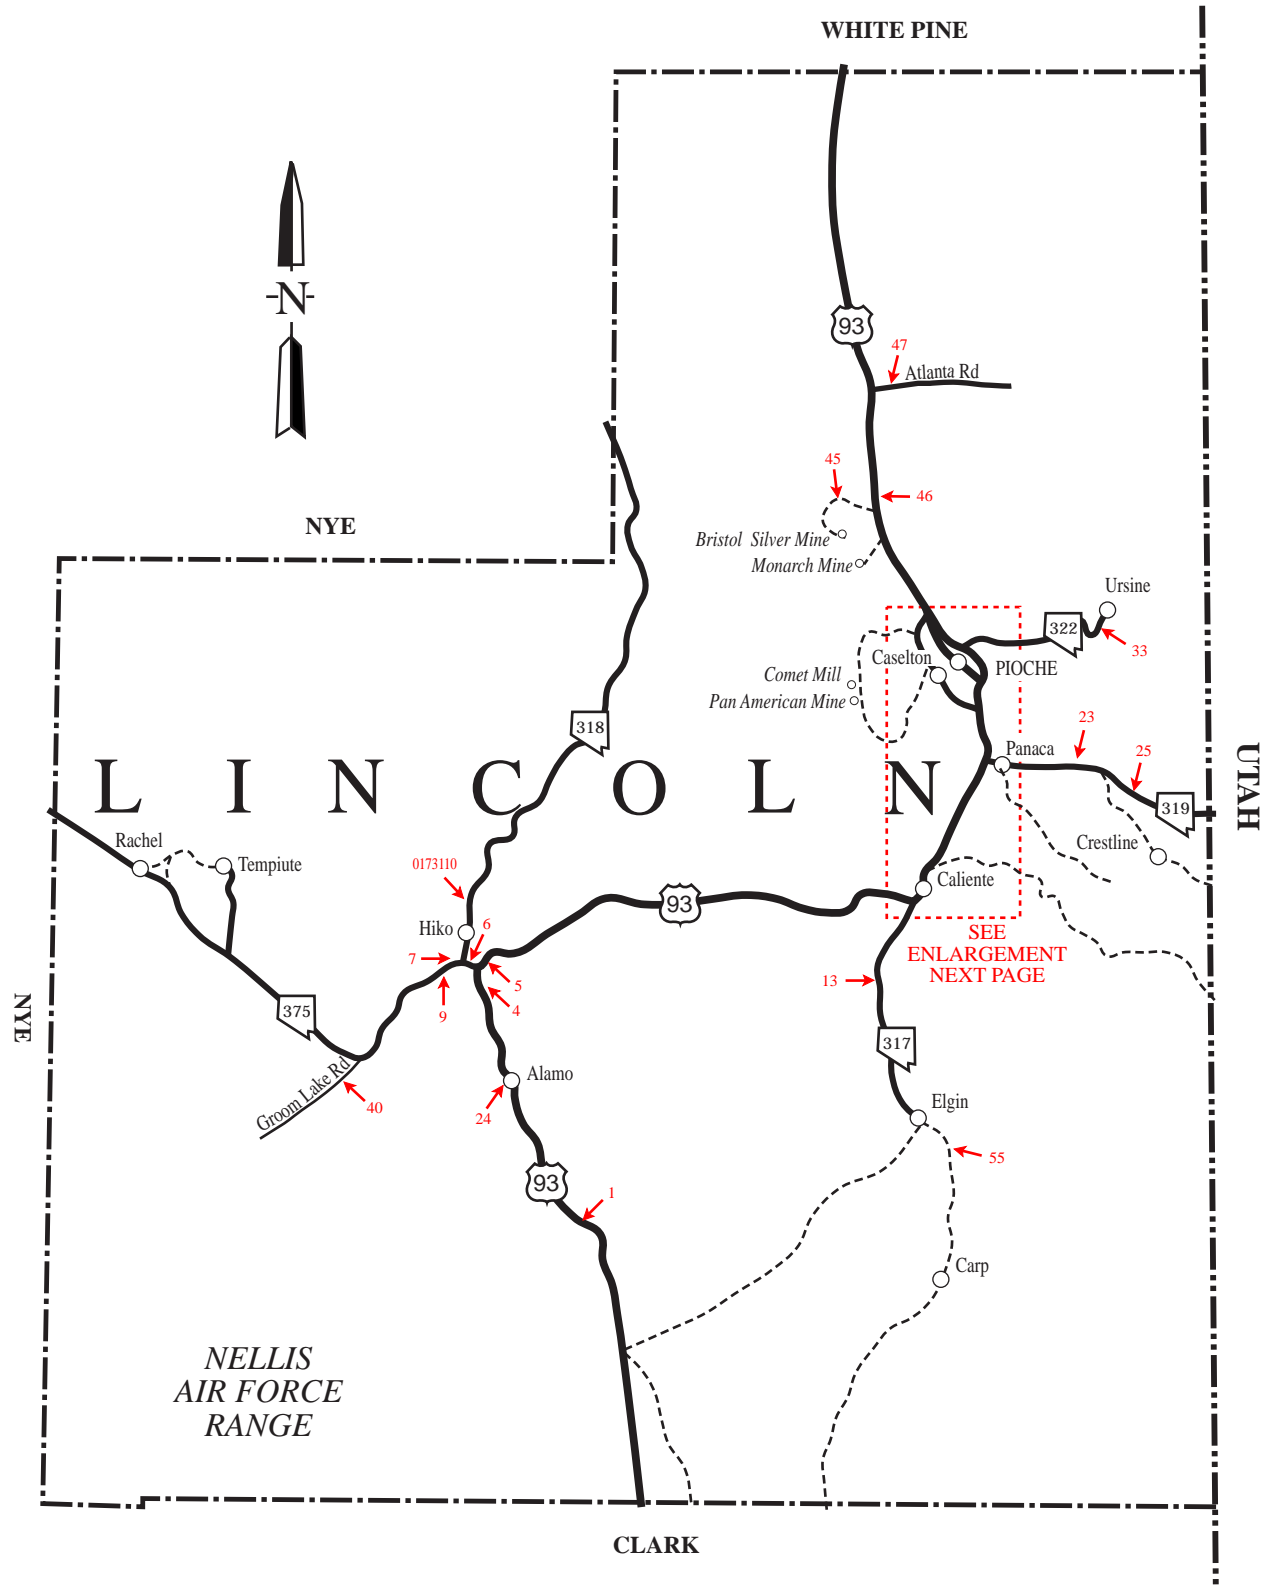 WHITE PINE
N
93
47
Atlanta Rd
45
46
NYE
Bristol Silver Mine
Monarch Mine
Ursine
322
33
Caselton
PIOCHE
Comet Mill
Pan American Mine
318
23
Panaca
25
UTAH
LINCOLN
319
Rachel
Tempiute
Crestline
0173110
Caliente
93
Hiko
6
SEE
ENLARGEMENT
NEXT PAGE
7
5
13
4
9
NYE
375
317
Groom Lake Rd
Alamo
40
24
Elgin
55
93
1
Carp
NELLIS
AIR FORCE
RANGE
CLARK